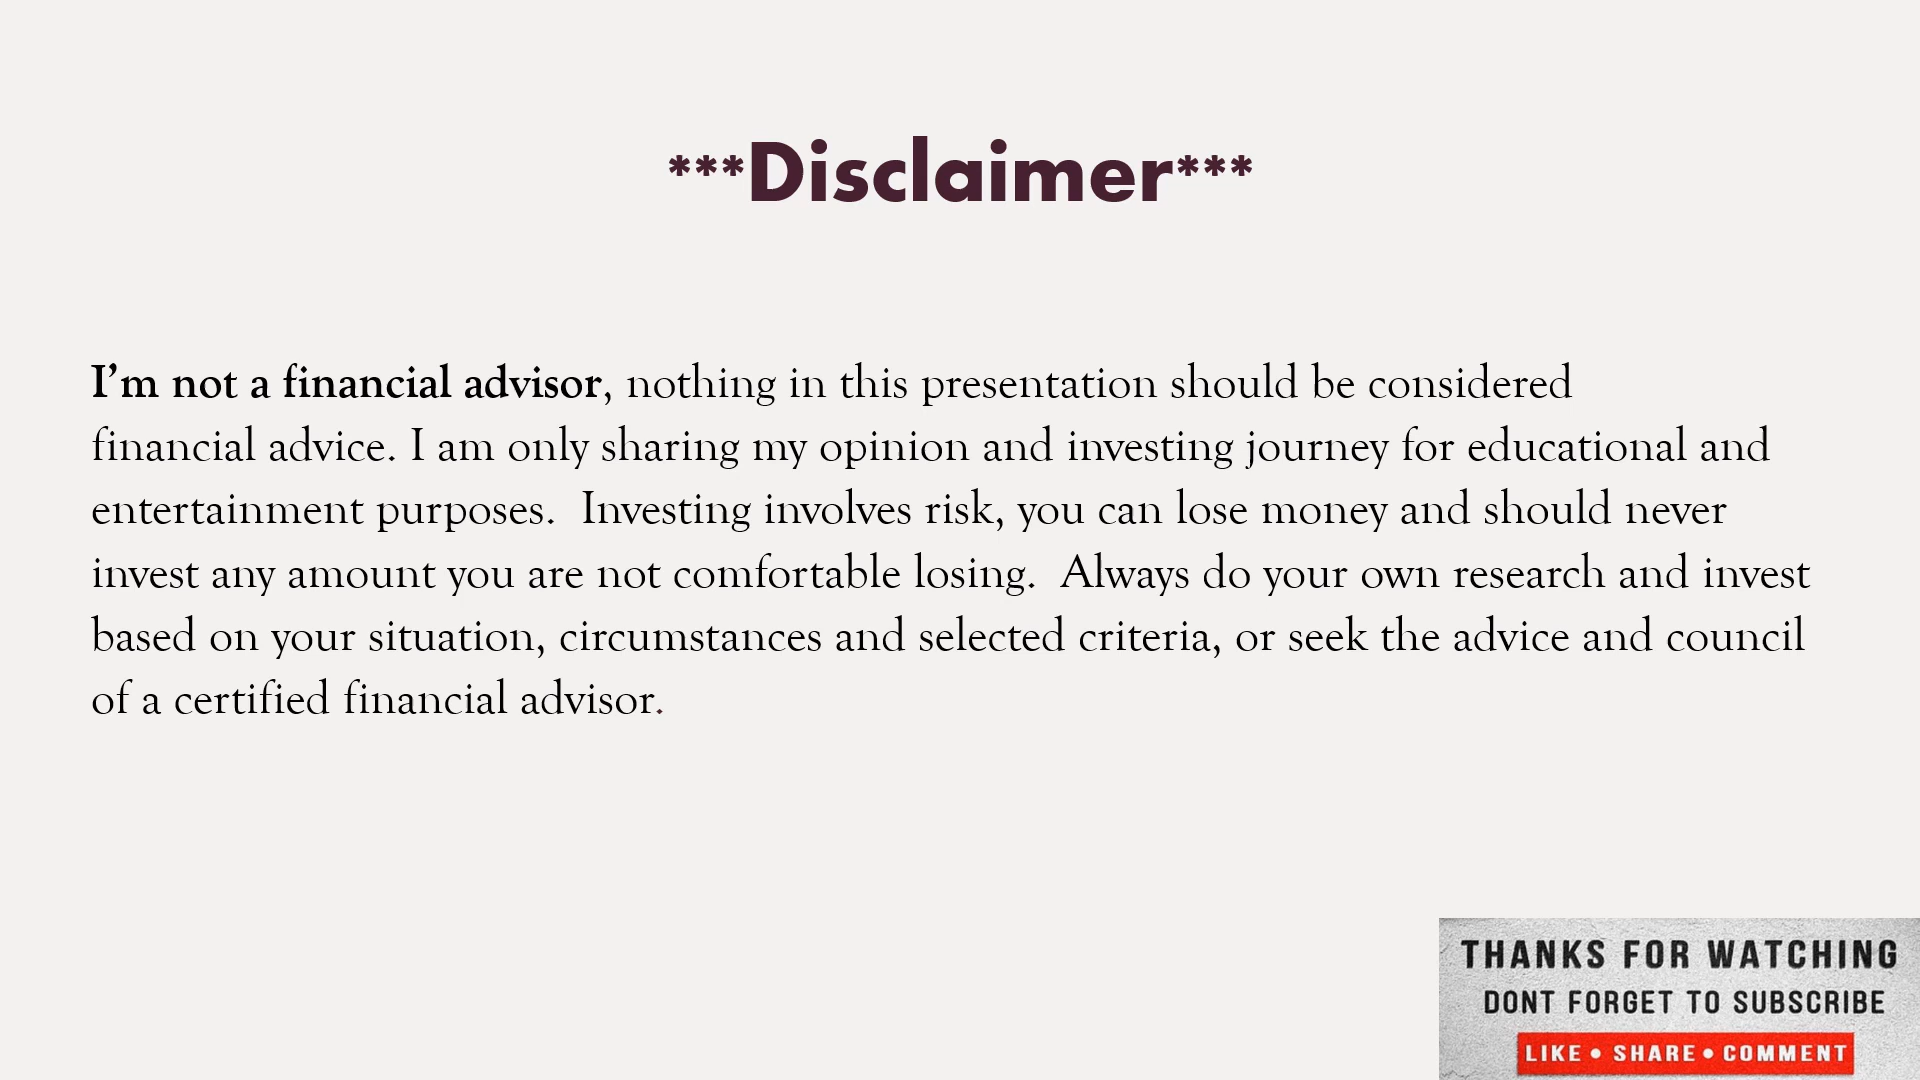 ***Disclaimer***
I’m not a financial advisor, nothing in this presentation should be considered
financial advice. I am only sharing my opinion and investing journey for educational and
entertainment purposes.  Investing involves risk, you can lose money and should never
invest any amount you are not comfortable losing.  Always do your own research and invest
based on your situation, circumstances and selected criteria, or seek the advice and council
of a certified financial advisor.
THANKS FOR WATCHING
DONT FORGET TO SUBSCRIBE
LIKE • SHARE • COMMENT